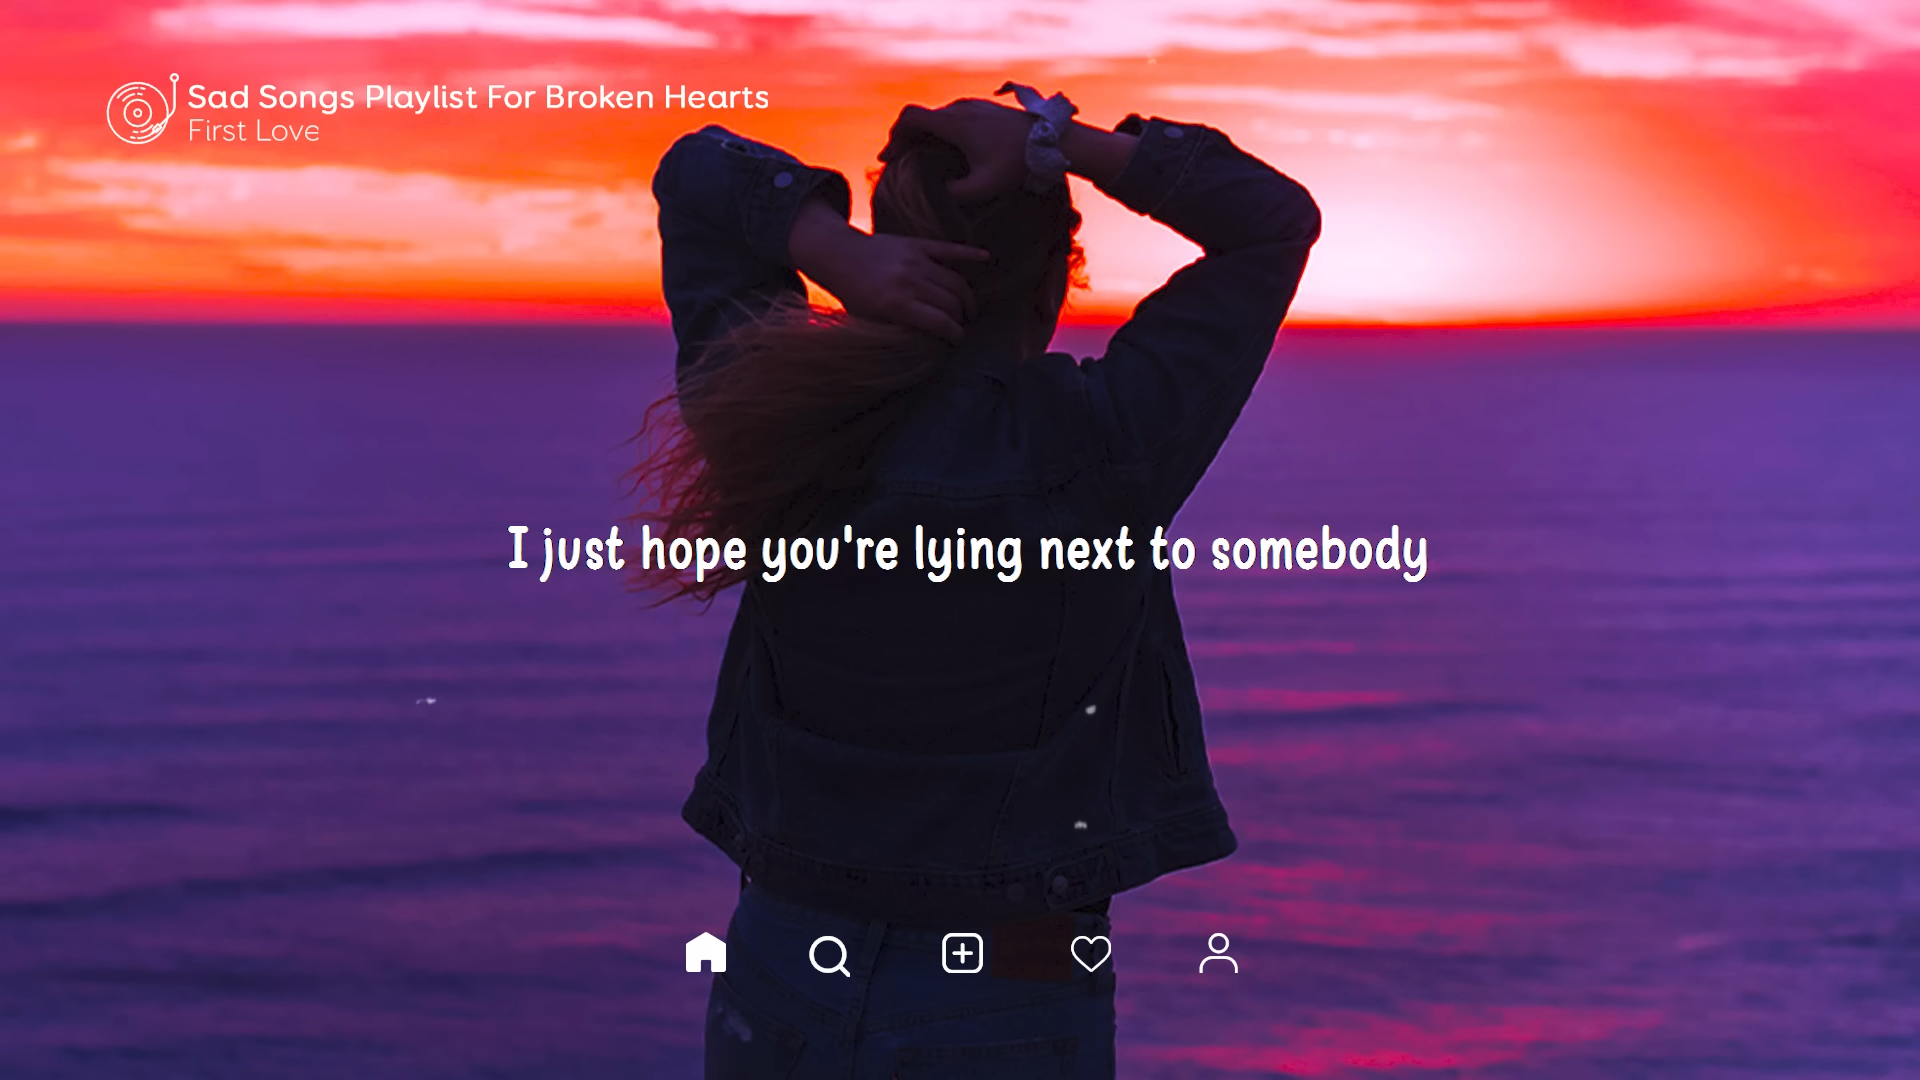 Sad Songs Playlist For Broken Hearts
First Love
I just hope you're lying next to somebody